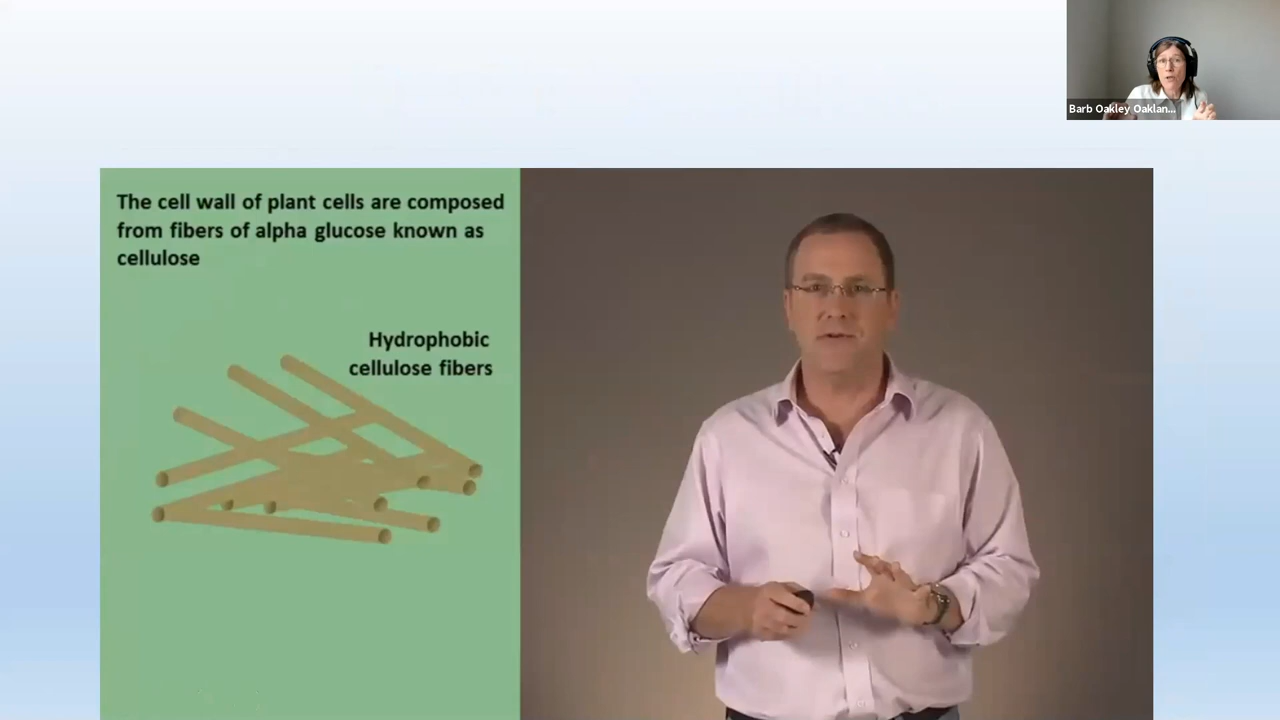 Barb Oakley Oaklan...
The cell wall of plant cells are composed
from fibers of alpha glucose known as
cellulose
Hydrophobic
cellulose fibers